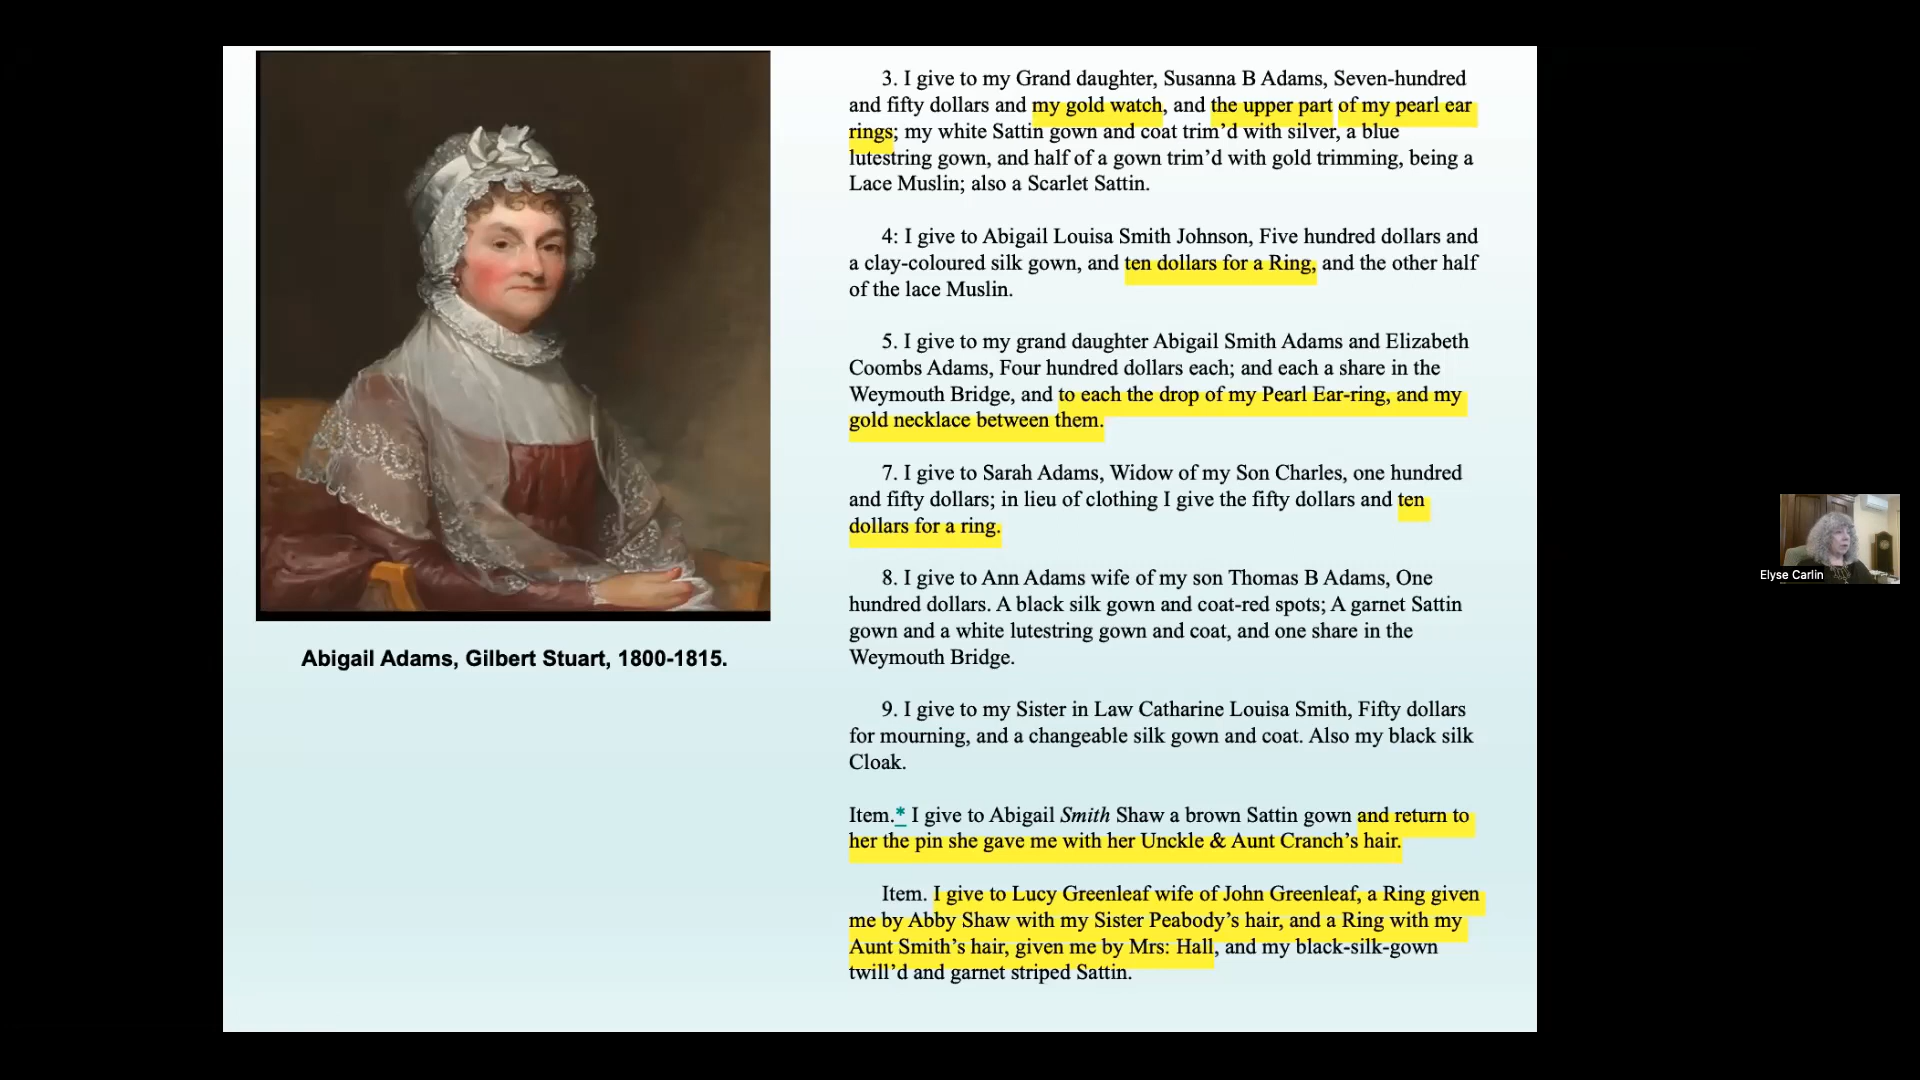 3. I give to my Grand daughter, Susanna B Adams, Seven-hundred
and fifty dollars and my gold watch, and the upper part of my pearl ear
rings; my white Sattin gown and coat trim’d with silver, a blue
lutestring gown, and half of a gown trim’d with gold trimming, being a
Lace Muslin; also a Scarlet Sattin.
4: I give to Abigail Louisa Smith Johnson, Five hundred dollars and
a clay-coloured silk gown, and ten dollars for a Ring, and the other half
of the lace Muslin.
5. I give to my grand daughter Abigail Smith Adams and Elizabeth
Coombs Adams, Four hundred dollars each; and each a share in the
Weymouth Bridge, and to each the drop of my Pearl Ear-ring, and my
gold necklace between them.
7. I give to Sarah Adams, Widow of my Son Charles, one hundred
and fifty dollars; in lieu of clothing I give the fifty dollars and ten
dollars for a ring.
8. I give to Ann Adams wife of my son Thomas B Adams, One
hundred dollars. A black silk gown and coat-red spots; A garnet Sattin
gown and a white lutestring gown and coat, and one share in the
Weymouth Bridge.
9. I give to my Sister in Law Catharine Louisa Smith, Fifty dollars
for mourning, and a changeable silk gown and coat. Also my black silk
Cloak.
Item.* I give to Abigail Smith Shaw a brown Sattin gown and return to
her the pin she gave me with her Unckle & Aunt Cranch’s hair.
Item. I give to Lucy Greenleaf wife of John Greenleaf, a Ring given
me by Abby Shaw with my Sister Peabody’s hair, and a Ring with my
Aunt Smith’s hair, given me by Mrs: Hall, and my black-silk-gown
twill’d and garnet striped Sattin.
Abigail Adams, Gilbert Stuart, 1800-1815.
Elyse Carlin